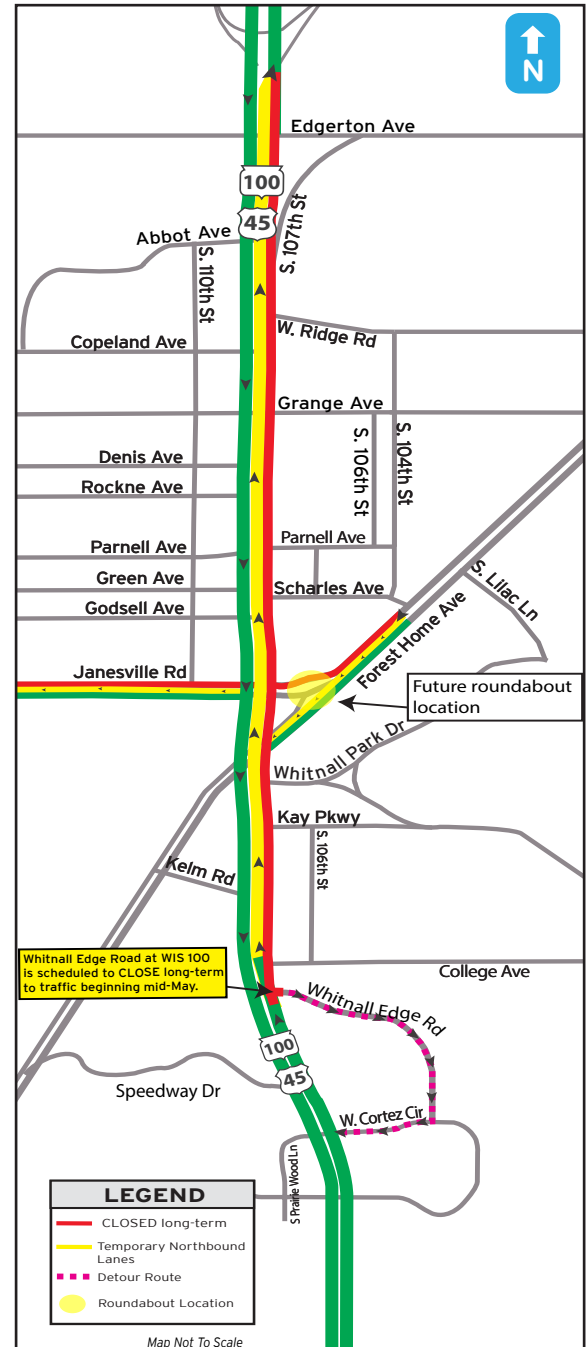 N
Edgerton Ave
100
45
S. 107th St
Abbot Ave
S. 110th St
W. Ridge Rd
Copeland Ave
Grange Ave
S. 106th St
S. 104th St
Denis Ave
Rockne Ave
Parnell Ave
Parnell Ave
Green Ave
Scharles Ave
Godsell Ave
S. Lilac Ln
Forest Home Ave
Janesville Rd
Future roundabout
location
Whitnall Park Dr
Kay Pkwy
S. 106th St
Kelm Rd
Whitnall Edge Road at WIS 100
is scheduled to CLOSE long-term
to traffic beginning mid-May.
College Ave
Whitnall Edge Rd
100
45
Speedway Dr
W. Cortez Cir
S Prairie Wood Ln
LEGEND
CLOSED long-term
Temporary Northbound
Lanes
Detour Route
Roundabout Location
Map Not To Scale